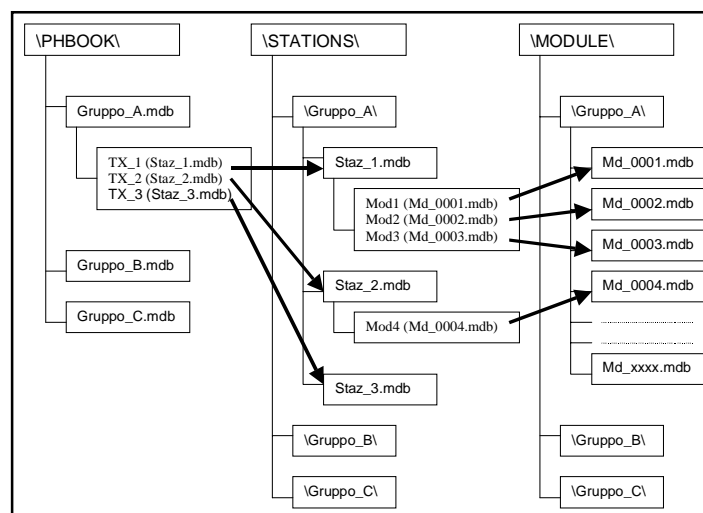 \PHBOOK\
Gruppo_A.mdb
TX_1 (Staz_1.mdb)
TX_2 (Staz_2.mdb)
TX_3 (Staz_3.mdb)
Gruppo_B.mdb
Gruppo_C.mdb
\STATIONS\
\Gruppo_A\
Staz_1.mdb
Mod1 (Md_0001.mdb)
Mod2 (Md_0002.mdb)
Mod3 (Md_0003.mdb)
Staz_2.mdb
Mod4 (Md_0004.mdb)
Staz_3.mdb
\Gruppo_B\
\Gruppo_C\
\MODULE\
\Gruppo_A\
Md_0001.mdb
Md_0002.mdb
Md_0003.mdb
Md_0004.mdb
Md_xxxx.mdb
\Gruppo_B\
\Gruppo_C\